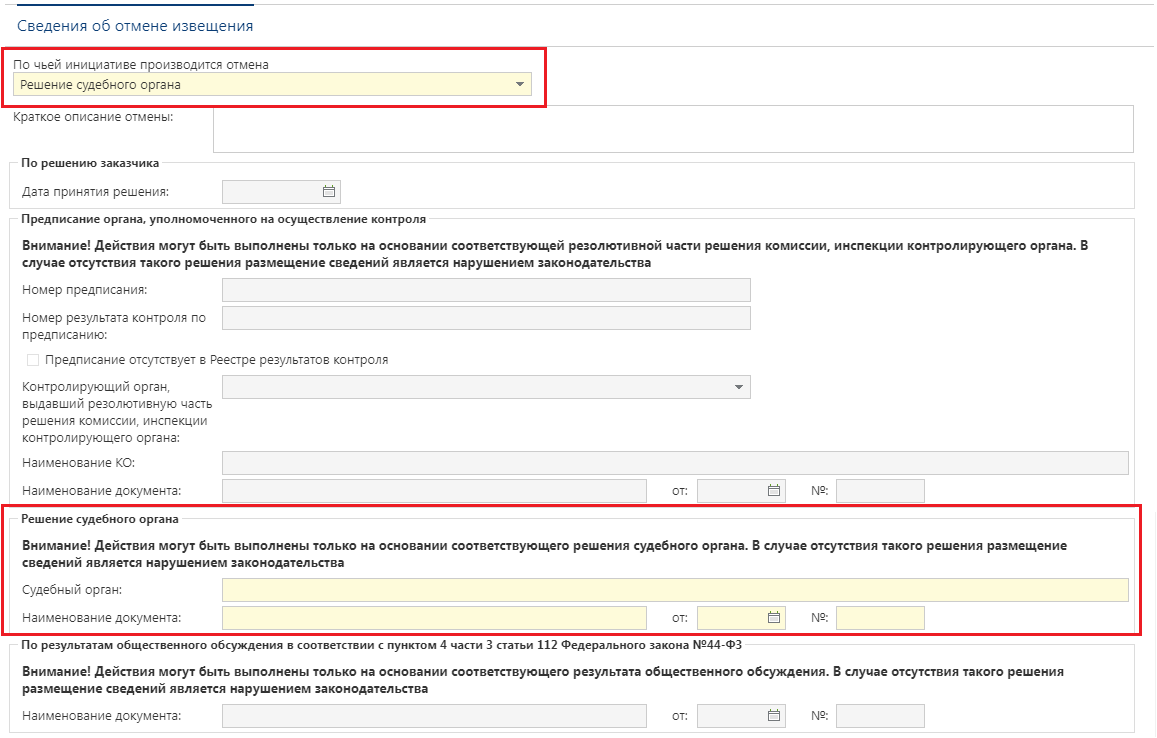 Сведения об отмене извещения
По чьей инициативе производится отмена
Решение судебного органа
Краткое описание отмены:
По решению заказчика
Дата принятия решения:
Предписание органа, уполномоченного на осуществление контроля
Внимание! Действия могут быть выполнены только на основании соответствующей резолютивной части решения комиссии, инспекции контролирующего органа. В
случае отсутствия такого решения размещение сведений является нарушением законодательства
Номер предписания:
Номер результата контроля по
предписанию:
Предписание отсутствует в Реестре результатов контроля
Контролирующий орган,
выдавший резолютивную часть
решения комиссии, инспекции
контролирующего органа:
Наименование КО:
Наименование документа: от: №:
Решение судебного органа
Внимание! Действия могут быть выполнены только на основании соответствующего решения судебного органа. В случае отсутствия такого решения размещение
сведений является нарушением законодательства
Судебный орган:
Наименование документа: от: №:
По результатам общественного обсуждения в соответствии с пунктом 4 части 3 статьи 112 Федерального закона №44-ФЗ
Внимание! Действия могут быть выполнены только на основании соответствующего результата общественного обсуждения. В случае отсутствия такого решения
размещение сведений является нарушением законодательства
Наименование документа: от: №: